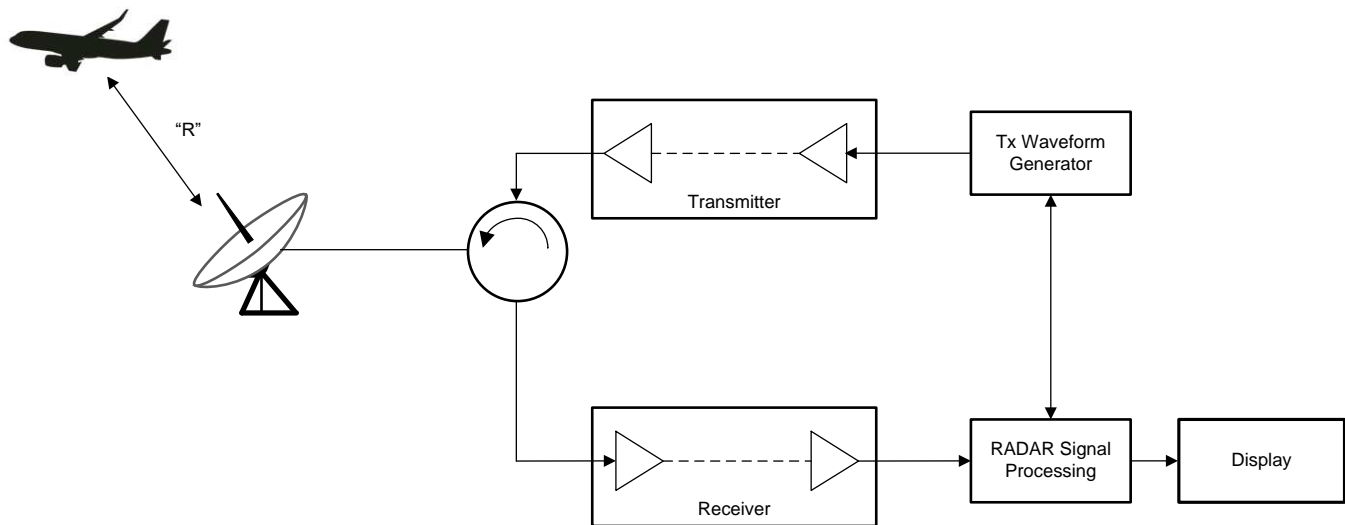 “R”
Tx Waveform
Generator
Transmitter
RADAR Signal
Processing
Display
Receiver